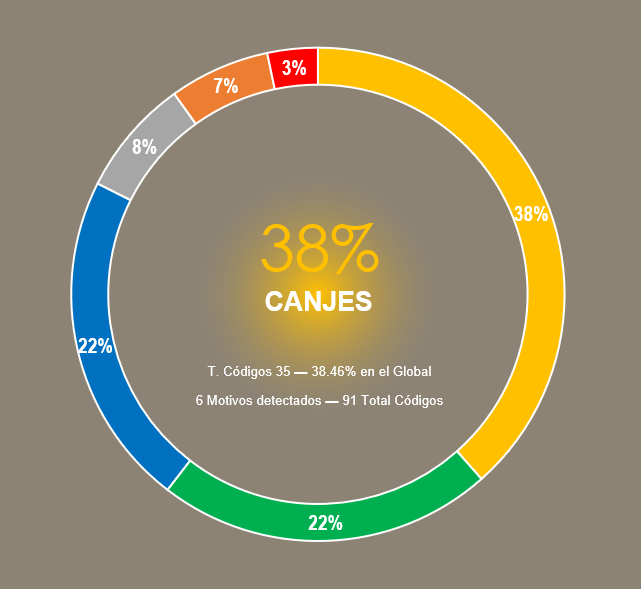 3%
7%
8%
38%
38%
CANJES
22%
T. Códigos 35 — 38.46% en el Global
6 Motivos detectados — 91 Total Códigos
22%